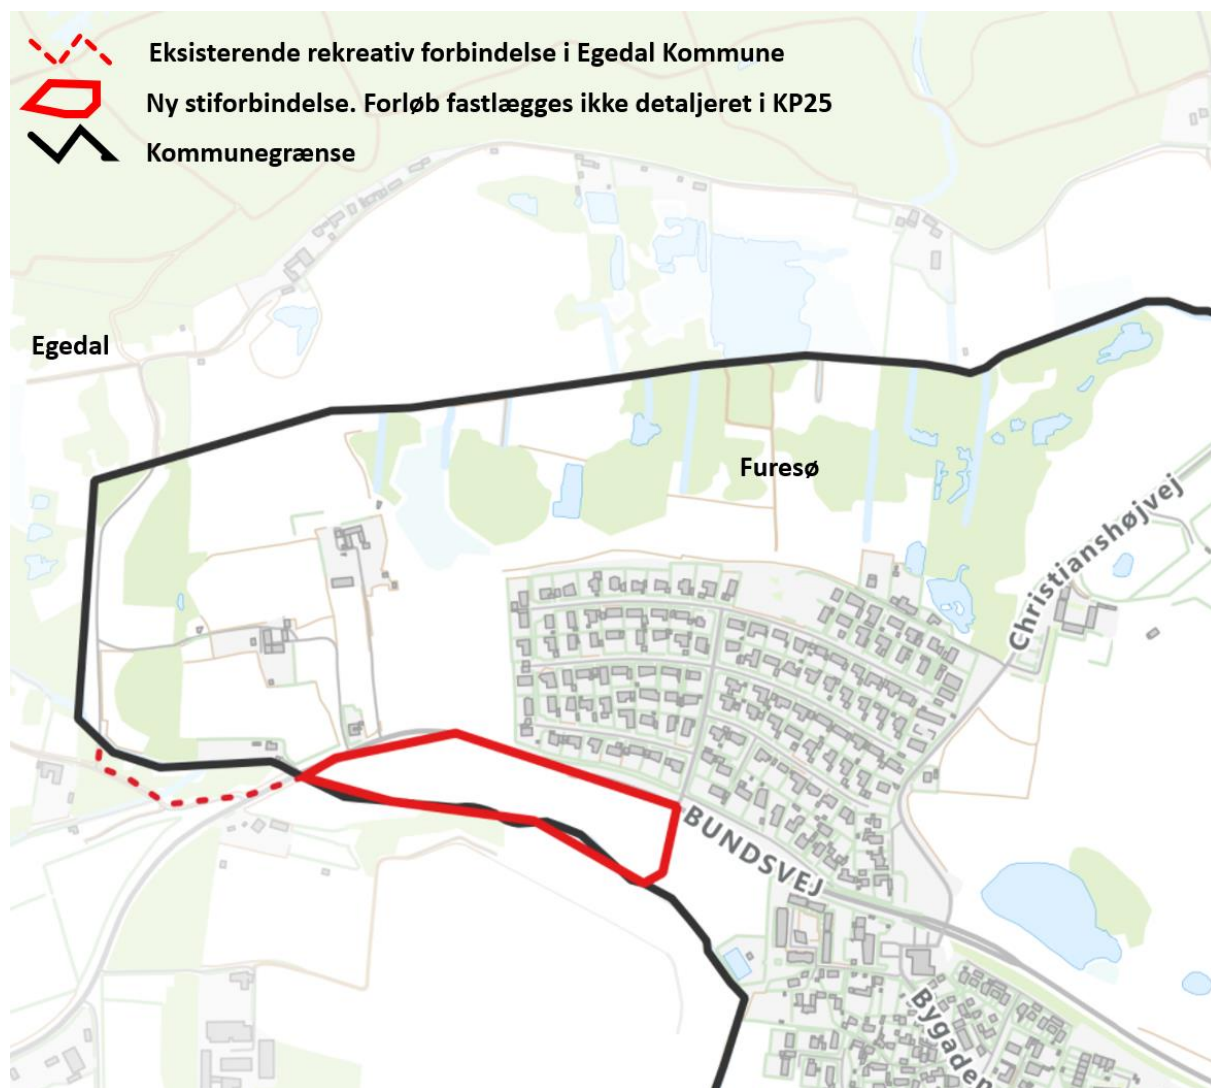 Eksisterende rekreativ forbindelse i Egedal Kommune
Ny stiforbindelse. Forløb fastlægges ikke detaljeret i KP25
Kommunegrænse
Egedal
Furesø
Christianshøjvej
BUNDSVEJ
Bygaden